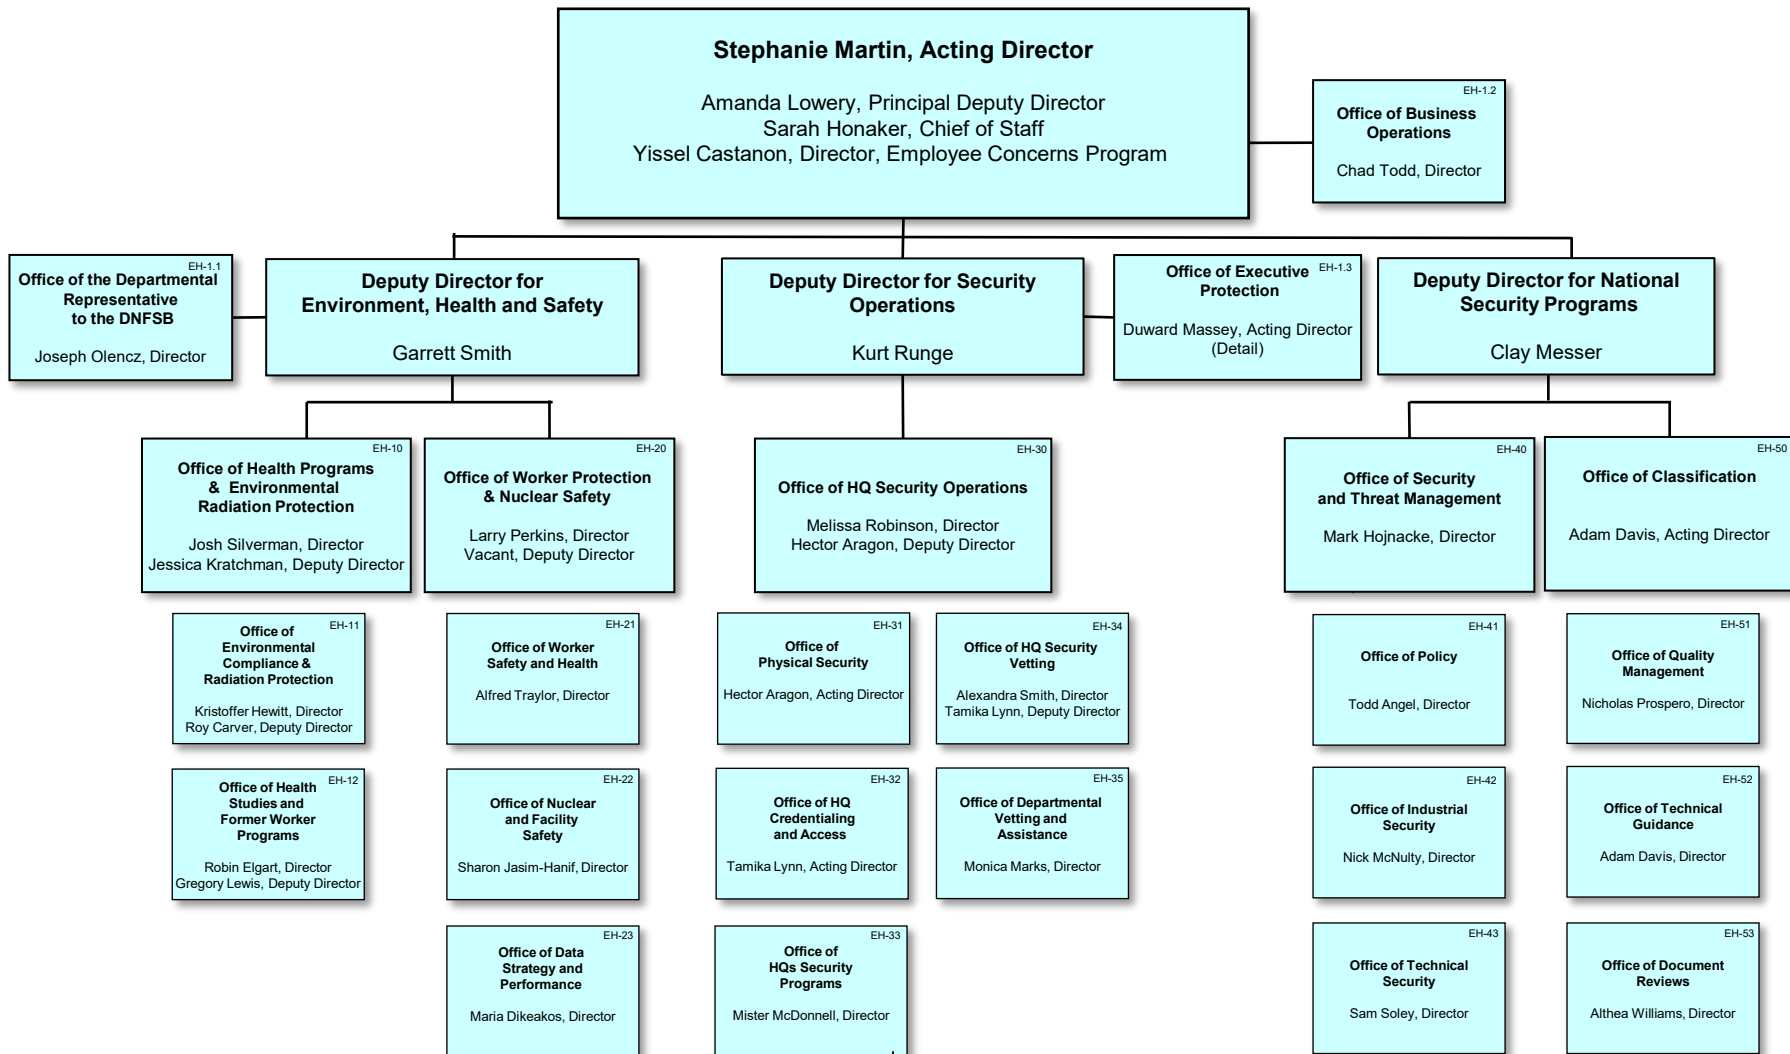 Stephanie Martin, Acting Director
Amanda Lowery, Principal Deputy Director
Sarah Honaker, Chief of Staff
Yissel Castanon, Director, Employee Concerns Program
EH-1.2
Office of Business
Operations
Chad Todd, Director
EH-1.1
Office of the Departmental
Representative
to the DNFSB
Joseph Olencz, Director
Deputy Director for
Environment, Health and Safety
Garrett Smith
Deputy Director for Security
Operations
Kurt Runge
EH-1.3
Office of Executive
Protection
Duward Massey, Acting Director
(Detail)
Deputy Director for National
Security Programs
Clay Messer
EH-10
Office of Health Programs
& Environmental
Radiation Protection
Josh Silverman, Director
Jessica Kratchman, Deputy Director
EH-20
Office of Worker Protection
& Nuclear Safety
Larry Perkins, Director
Vacant, Deputy Director
EH-30
Office of HQ Security Operations
Melissa Robinson, Director
Hector Aragon, Deputy Director
EH-40
Office of Security
and Threat Management
Mark Hojnacke, Director
EH-50
Office of Classification
Adam Davis, Acting Director
EH-11
Office of
Environmental
Compliance &
Radiation Protection
Kristoffer Hewitt, Director
Roy Carver, Deputy Director
EH-21
Office of Worker
Safety and Health
Alfred Traylor, Director
EH-31
Office of
Physical Security
Hector Aragon, Acting Director
EH-34
Office of HQ Security
Vetting
Alexandra Smith, Director
Tamika Lynn, Deputy Director
EH-41
Office of Policy
Todd Angel, Director
EH-51
Office of Quality
Management
Nicholas Prospero, Director
EH-12
Office of Health
Studies and
Former Worker
Programs
Robin Elgart, Director
Gregory Lewis, Deputy Director
EH-22
Office of Nuclear
and Facility
Safety
Sharon Jasim-Hanif, Director
EH-32
Office of HQ
Credentialing
and Access
Tamika Lynn, Acting Director
EH-35
Office of Departmental
Vetting and
Assistance
Monica Marks, Director
EH-42
Office of Industrial
Security
Nick McNulty, Director
EH-52
Office of Technical
Guidance
Adam Davis, Director
EH-23
Office of Data
Strategy and
Performance
Maria Dikeakos, Director
EH-33
Office of
HQs Security
Programs
Mister McDonnell, Director
EH-43
Office of Technical
Security
Sam Soley, Director
EH-53
Office of Document
Reviews
Althea Williams, Director